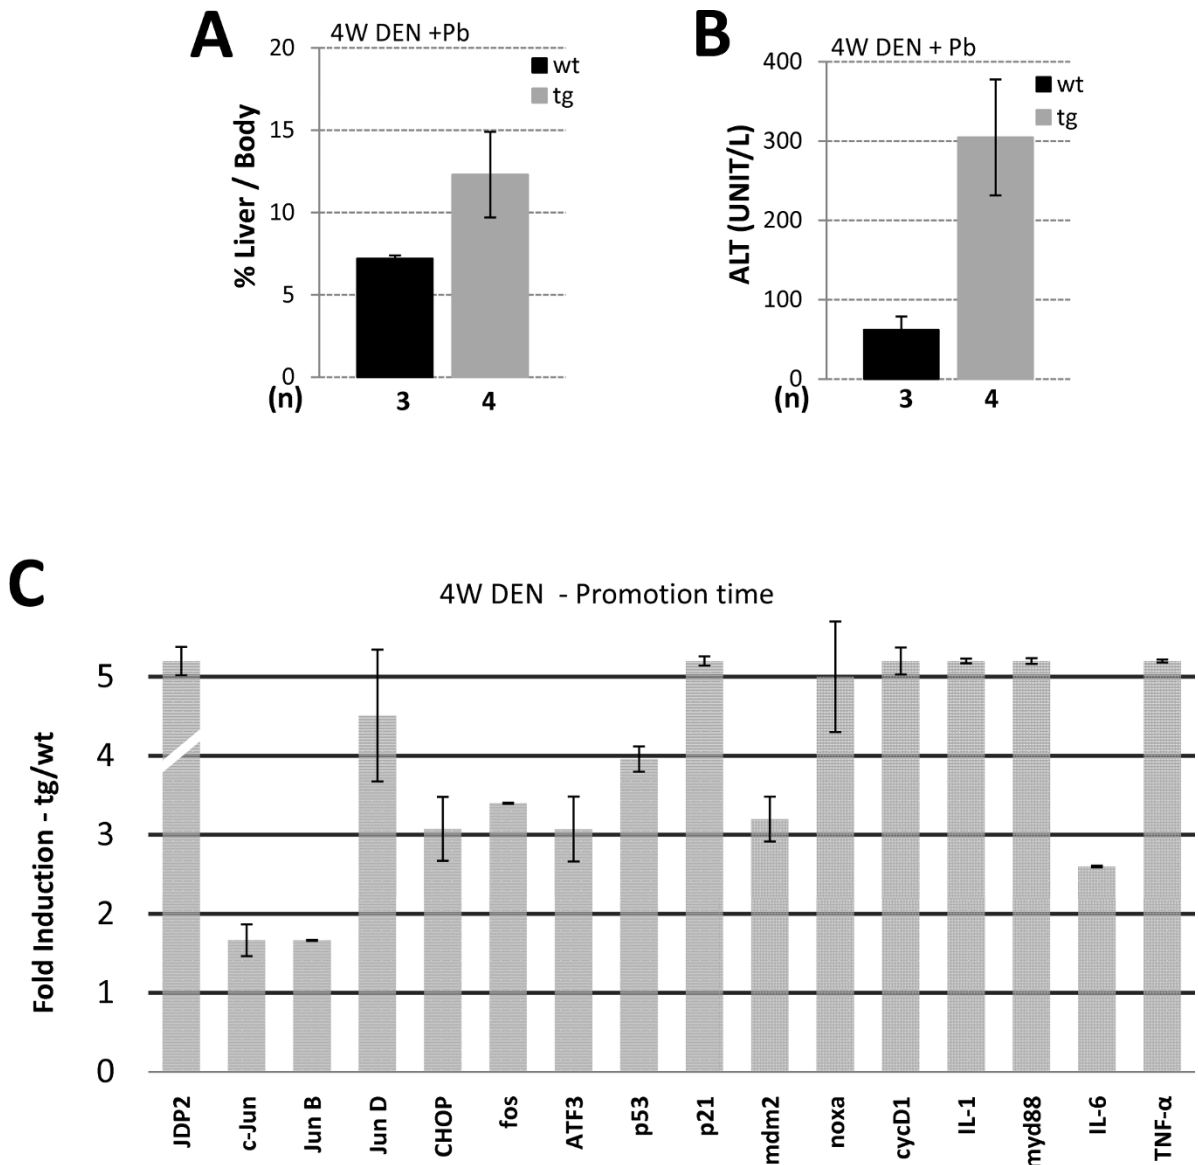 A
4W DEN +Pb
20
15
10
5
0
% Liver / Body
wt
tg
(n)
3
4
B
4W DEN + Pb
400
300
200
100
0
ALT (UNIT/L)
wt
tg
(n)
3
4
C
4W DEN - Promotion time
Fold Induction - tg/wt
5
4
3
2
1
0
JDP2
c-Jun
Jun B
Jun D
CHOP
fos
ATF3
p53
p21
mdm2
noxa
cycD1
IL-1
myd88
IL-6
TNF-α